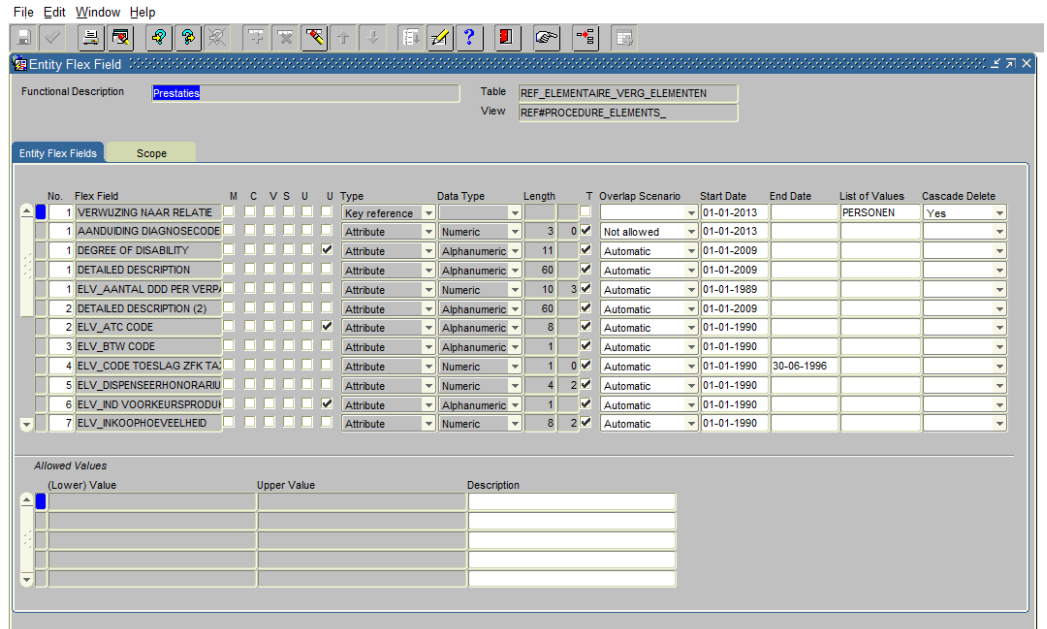 File Edit Window Help
Entity Flex Field
Functional Description Prestaties Table REF_ELEMENTAIRE_VERG_ELEMENTEN
View REF#PROCEDURE_ELEMENTS_
Entity Flex Fields Scope
No. Flex Field M C V S U U Type Data Type Length T Overlap Scenario Start Date End Date List of Values Cascade Delete
1 VERWIJZING NAAR RELATIE Key reference 01-01-2013 PERSONEN Yes
1 AANDUIDING DIAGNOSECODE Attribute Numeric 3 0 Not allowed 01-01-2013
1 DEGREE OF DISABILITY Attribute Alphanumeric 11 Automatic 01-01-2009
1 DETAILED DESCRIPTION Attribute Alphanumeric 60 Automatic 01-01-2009
1 ELV_AANTAL DDD PER VERPA Attribute Numeric 10 3 Automatic 01-01-1989
2 DETAILED DESCRIPTION (2) Attribute Alphanumeric 60 Automatic 01-01-2009
2 ELV_ATC CODE Attribute Alphanumeric 8 Automatic 01-01-1990
3 ELV_BTW CODE Attribute Alphanumeric 1 Automatic 01-01-1990
4 ELV_CODE TOESLAG ZFK TA Attribute Numeric 1 0 Automatic 01-01-1990 30-06-1996
5 ELV_DISPENSEERHONORARIU Attribute Numeric 4 2 Automatic 01-01-1990
6 ELV_IND VOORKEURSPRODU Attribute Alphanumeric 1 Automatic 01-01-1990
7 ELV_INKOOPHOEVEELHEID Attribute Numeric 8 2 Automatic 01-01-1990
Allowed Values
(Lower) Value Upper Value Description